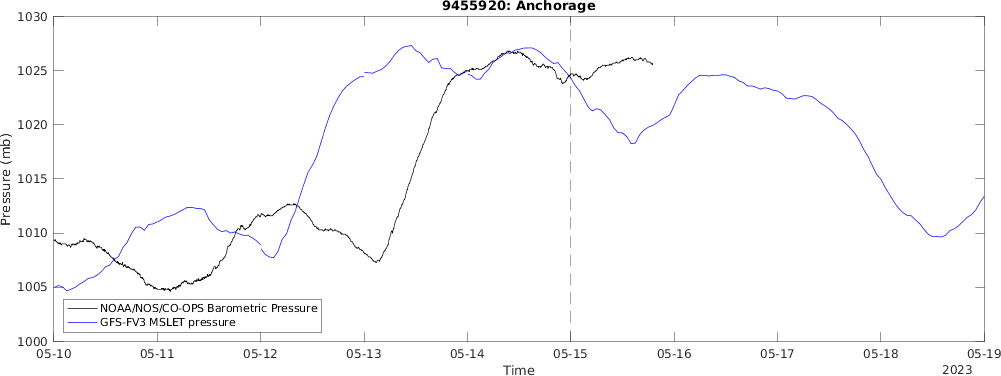 9455920: Anchorage
Pressure (mb)
1030
1025
1020
1015
1010
1005
1000
NOAA/NOS/CO-OPS Barometric Pressure
GFS-FV3 MSLET pressure
05-10 05-11 05-12 05-13 05-14 05-15 05-16 05-17 05-18 05-19
Time
2023